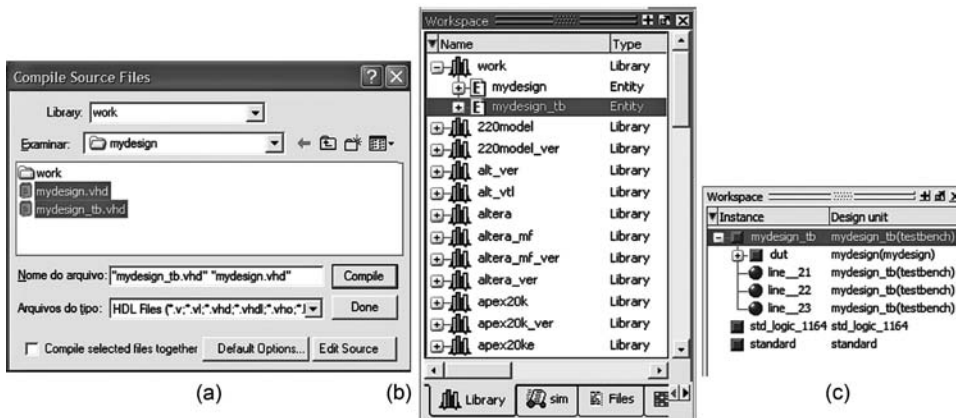 Compile Source Files
Library: work
Examinar: mydesign
work
mydesign.vhd
mydesign_tb.vhd
Nome do arquivo: "mydesign_tb.vhd" "mydesign.vhd" Compile
Arquivos do tipo: HDL Files (*.v;*.vl;*.vhd;*.vhdl;*.vho;*.l Done
Compile selected files together Default Options... Edit Source
(a)
Workspace
Name Type
work Library
mydesign Entity
mydesign_tb Entity
220model Library
220model_ver Library
alt_ver Library
alt_vtl Library
altera Library
altera_mf Library
altera_mf_ver Library
altera_ver Library
apex20k Library
apex20k_ver Library
apex20ke Library
Library sim Files
(b)
Workspace
Instance Design unit
mydesign_tb mydesign_tb(testbench)
dut mydesign(mydesign)
line__21 mydesign_tb(testbench)
line__22 mydesign_tb(testbench)
line__23 mydesign_tb(testbench)
std_logic_1164 std_logic_1164
standard standard
(c)